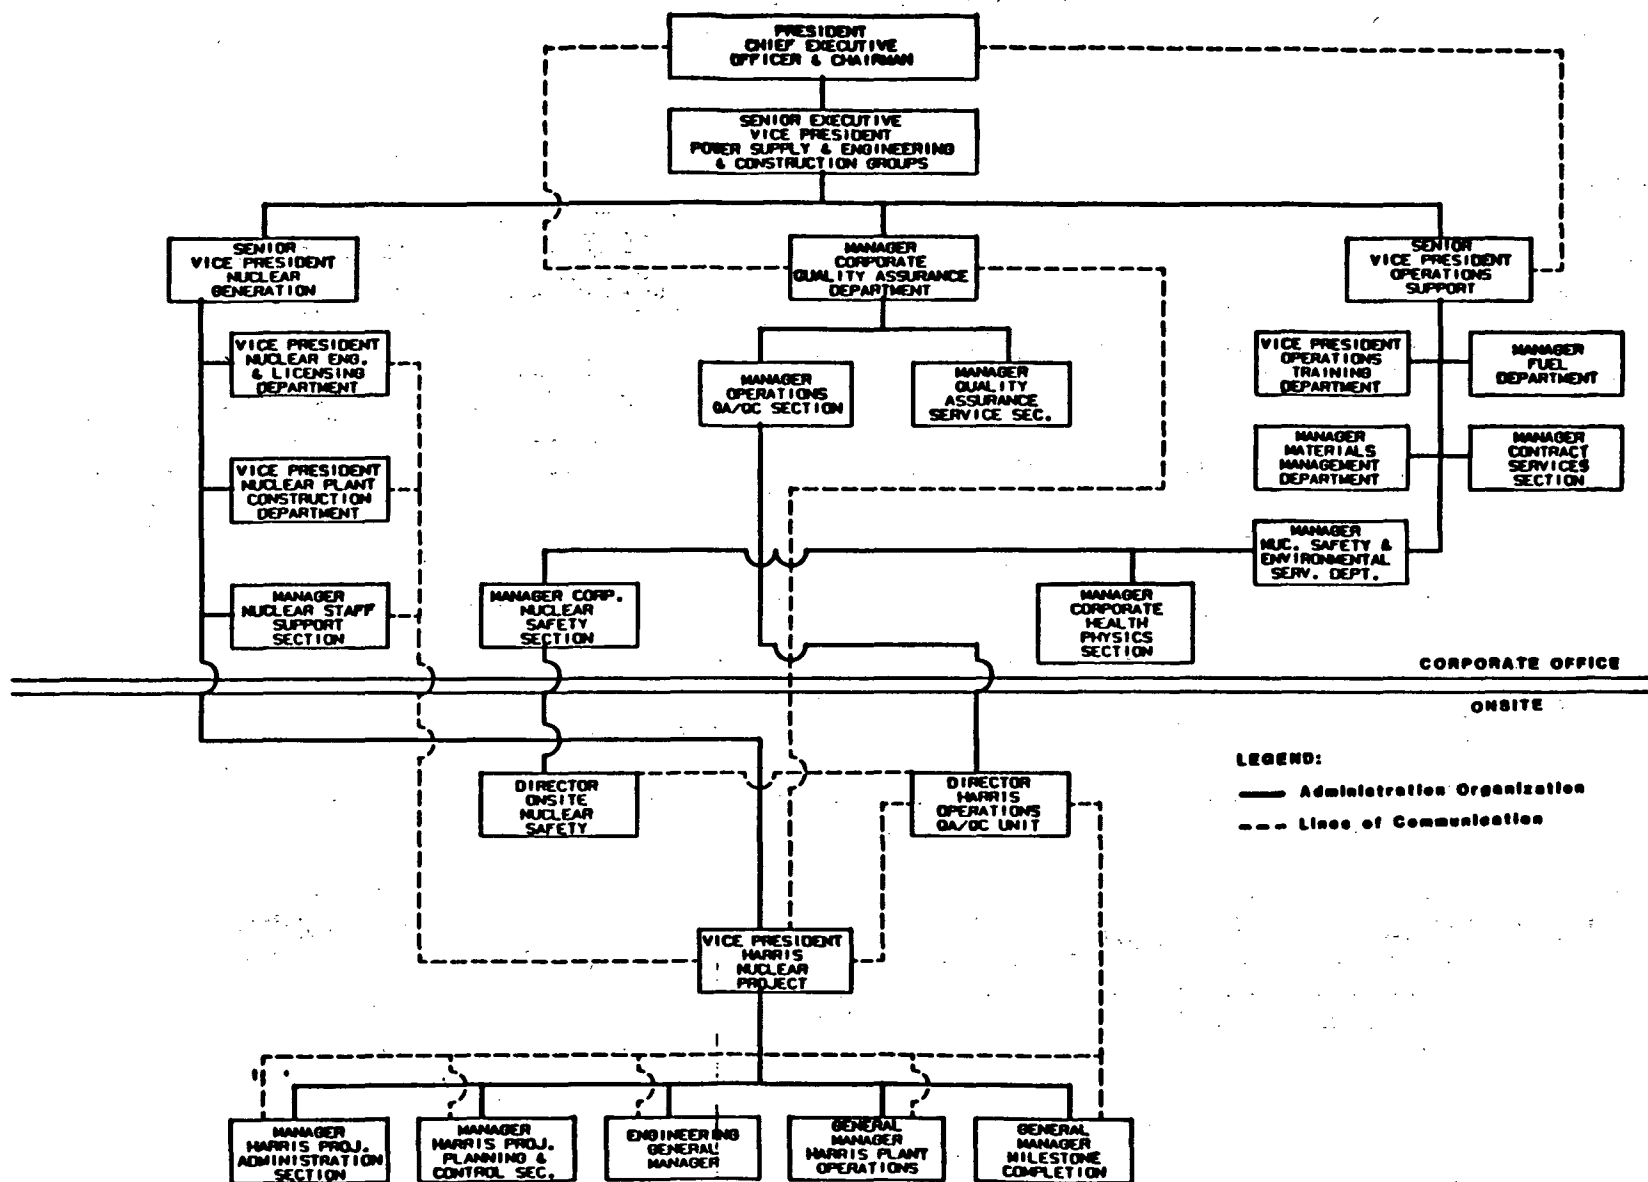 PRESIDENT
CHIEF EXECUTIVE
OFFICER & CHAIRMAN
SENIOR EXECUTIVE
VICE PRESIDENT
POWER SUPPLY & ENGINEERING
& CONSTRUCTION GROUPS
SENIOR
VICE PRESIDENT
NUCLEAR
GENERATION
MANAGER
CORPORATE
QUALITY ASSURANCE
DEPARTMENT
SENIOR
VICE PRESIDENT
OPERATIONS
SUPPORT
VICE PRESIDENT
NUCLEAR ENG.
& LICENSING
DEPARTMENT
MANAGER
OPERATIONS
QA/QC SECTION
MANAGER
QUALITY
ASSURANCE
SERVICE SEC.
VICE PRESIDENT
OPERATIONS
TRAINING
DEPARTMENT
MANAGER
FUEL
DEPARTMENT
VICE PRESIDENT
NUCLEAR PLANT
CONSTRUCTION
DEPARTMENT
MANAGER
MATERIALS
MANAGEMENT
DEPARTMENT
MANAGER
CONTRACT
SERVICES
SECTION
MANAGER
NUC. SAFETY &
ENVIRONMENTAL
SERV. DEPT.
MANAGER
NUCLEAR STAFF
SUPPORT
SECTION
MANAGER CORP.
NUCLEAR
SAFETY
SECTION
MANAGER
CORPORATE
HEALTH
PHYSICS
SECTION
CORPORATE OFFICE
ONSITE
LEGEND:
Administration Organization
Lines of Communication
DIRECTOR
ONSITE
NUCLEAR
SAFETY
DIRECTOR
HARRIS
OPERATIONS
QA/QC UNIT
VICE PRESIDENT
HARRIS
NUCLEAR
PROJECT
MANAGER
HARRIS PROJ.
ADMINISTRATION
SECTION
MANAGER
HARRIS PROJ.
PLANNING &
CONTROL SEC.
ENGINEERING
GENERAL
MANAGER
GENERAL
MANAGER
HARRIS PLANT
OPERATIONS
GENERAL
MANAGER
MILESTONE
COMPLETION